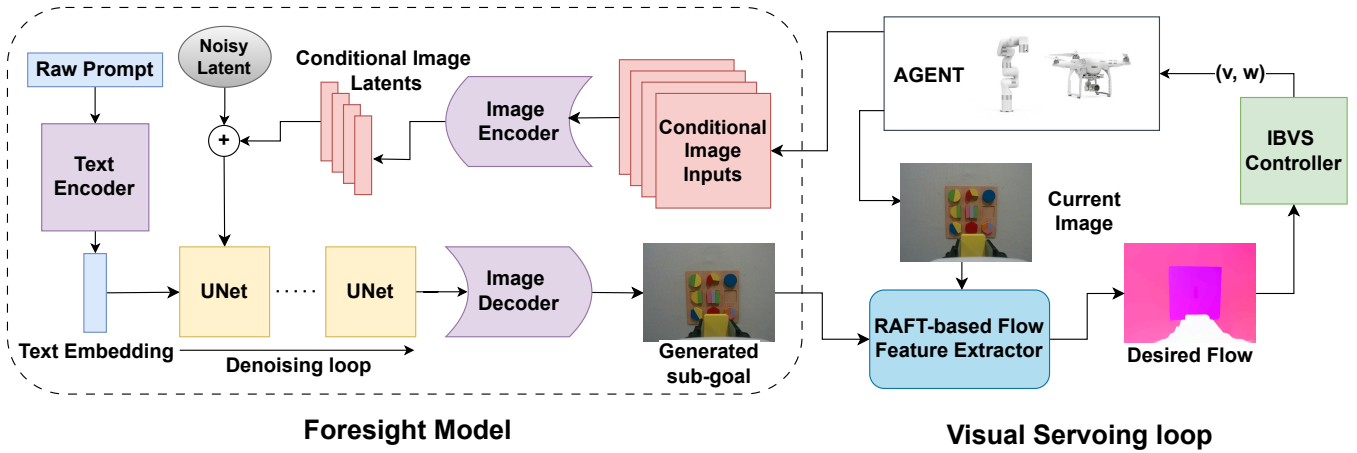 Raw Prompt
Noisy
Latent
Conditional Image
Latents
Image
Encoder
Conditional
Image
Inputs
+
Text
Encoder
UNet
UNet
Image
Decoder
Text Embedding
Denoising loop
Generated
sub-goal
Foresight Model
AGENT
(v, w)
IBVS
Controller
Current
Image
RAFT-based Flow
Feature Extractor
Desired Flow
Visual Servoing loop